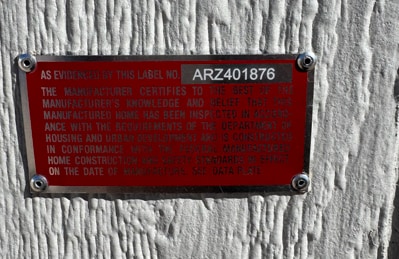 AS EVIDENCED BY THIS LABEL NO. ARZ401876
THE MANUFACTURER CERTIFIES TO THE BEST OF THE
MANUFACTURER'S KNOWLEDGE AND BELIEF THAT THIS
MANUFACTURED HOME HAS BEEN INSPECTED IN ACCORD-
ANCE WITH THE REQUIREMENTS OF THE DEPARTMENT OF
HOUSING AND URBAN DEVELOPMENT AND IS CONSTRUCTED
IN CONFORMANCE WITH THE FEDERAL MANUFACTURED
HOME CONSTRUCTION AND SAFETY STANDARDS IN EFFECT
ON THE DATE OF MANUFACTURE. SEE DATA PLATE.